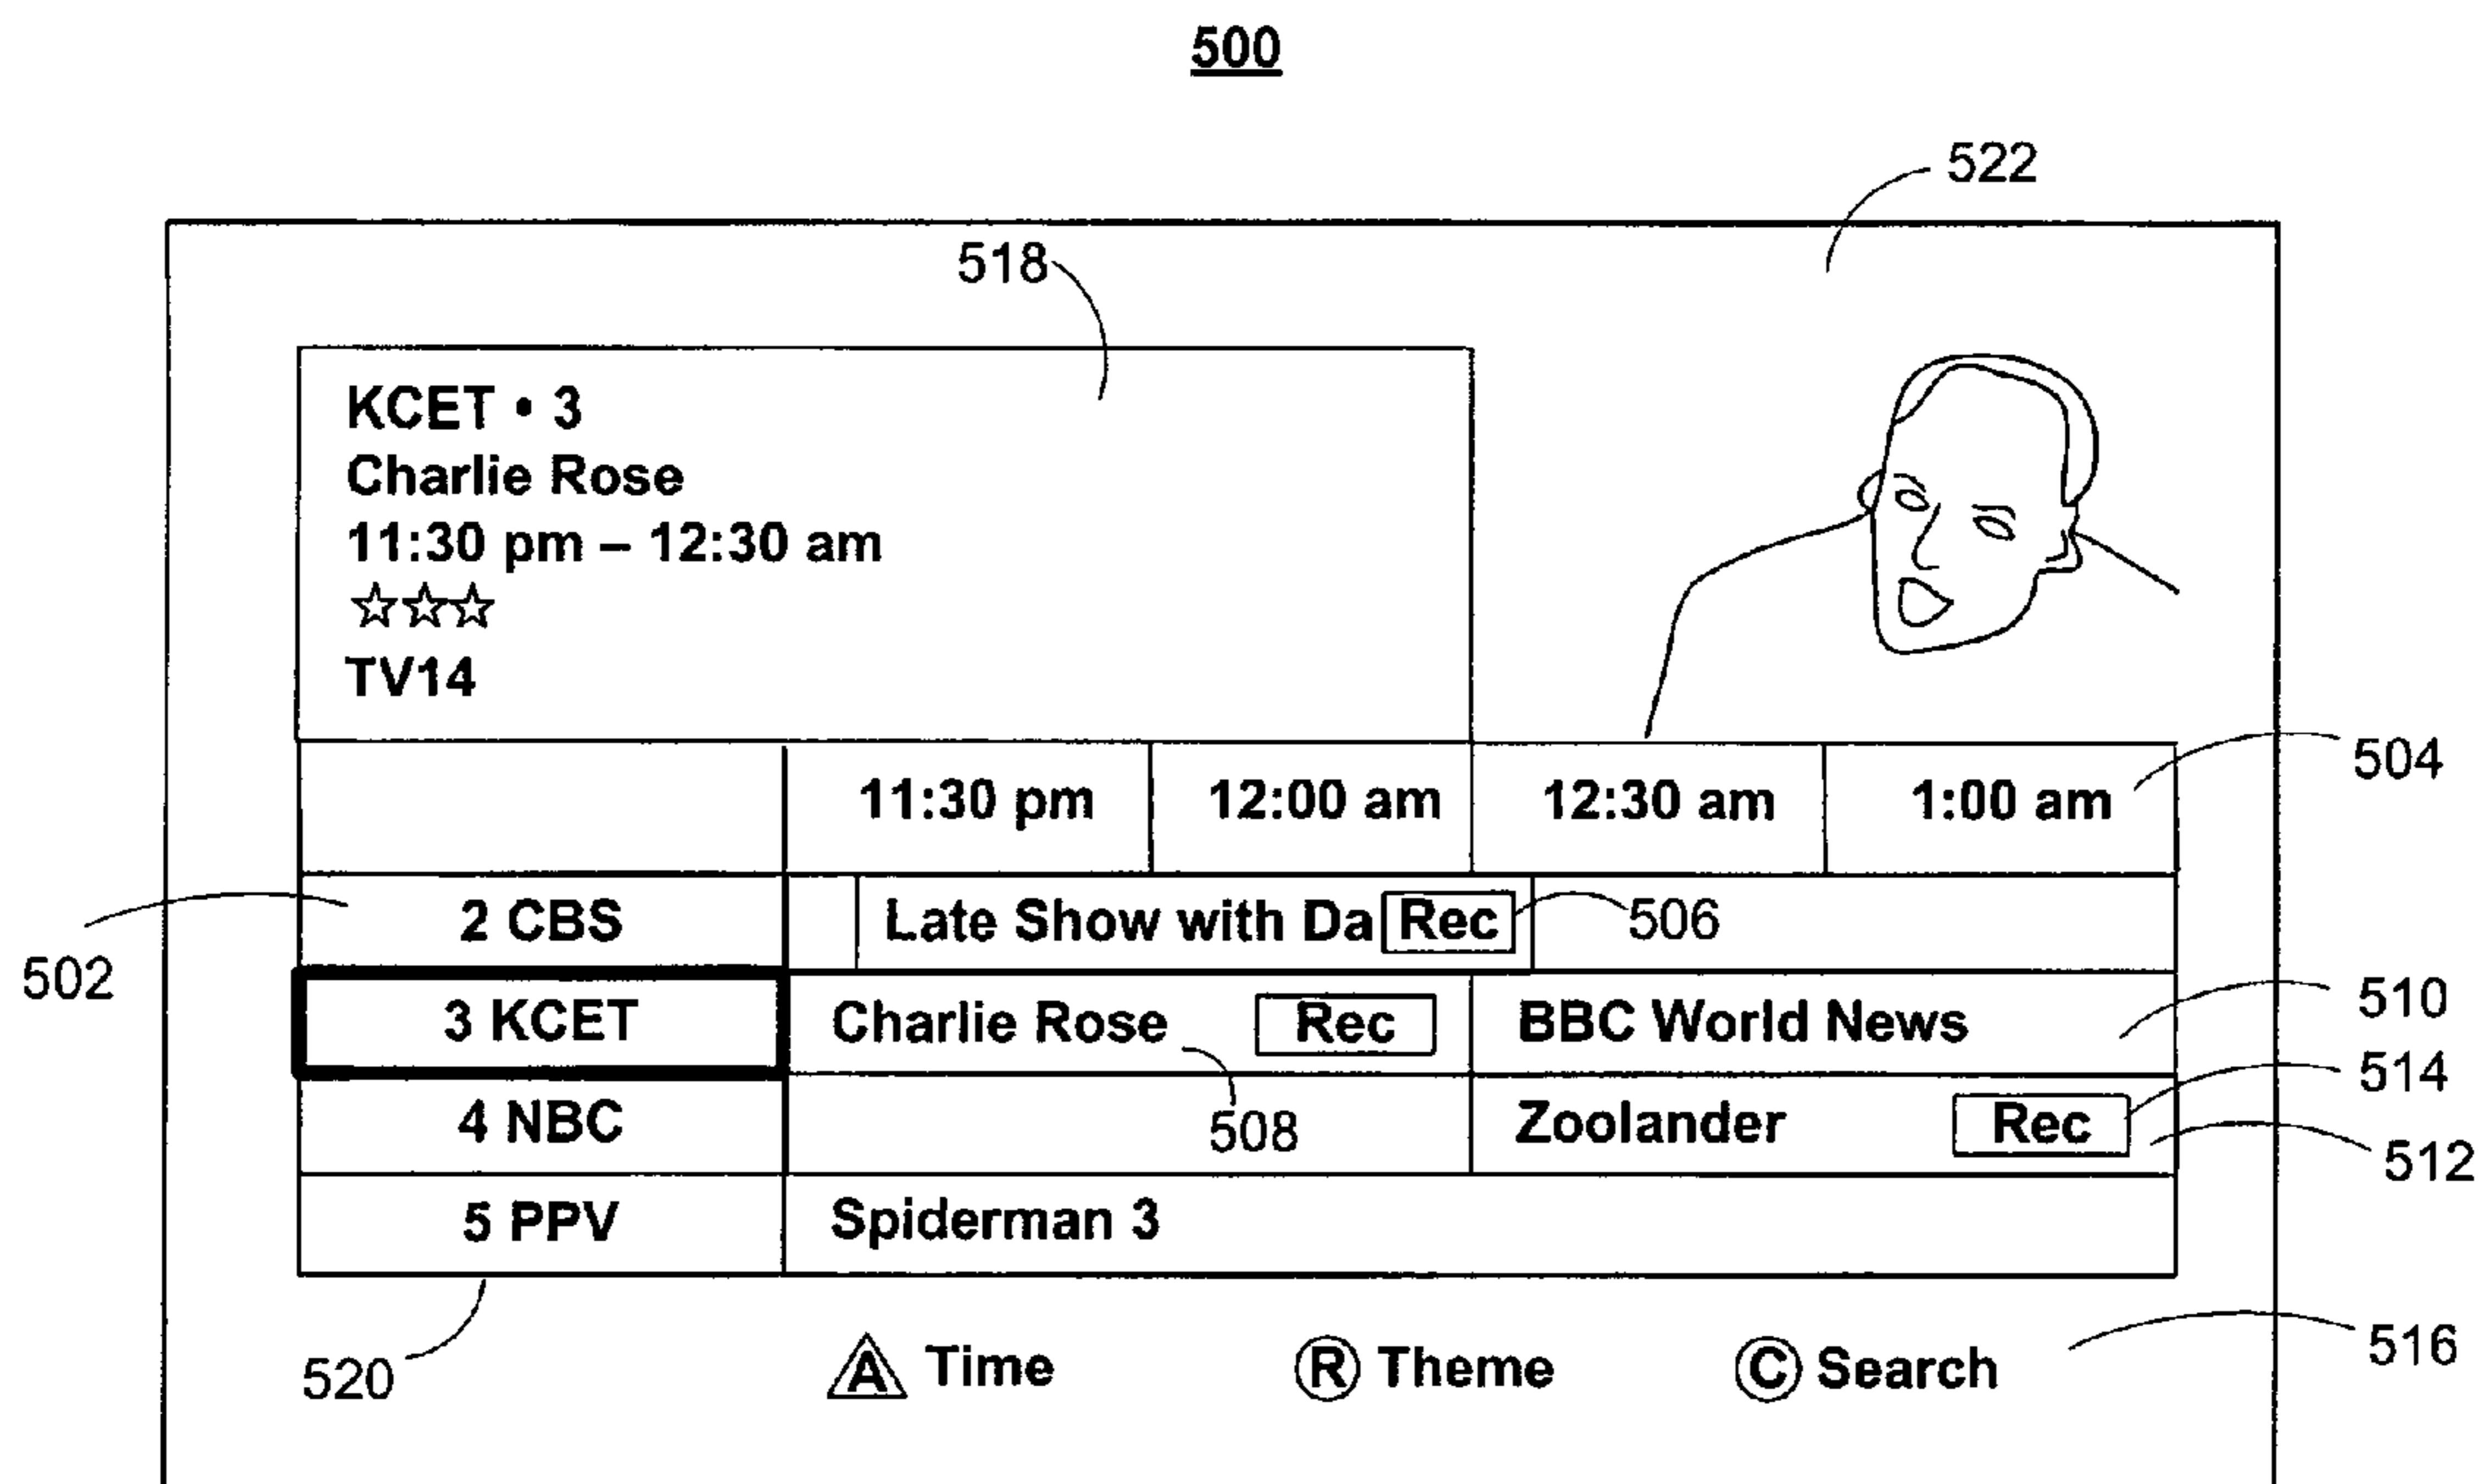 500
522
518
KCET • 3
Charlie Rose
11:30 pm – 12:30 am
☆☆☆
TV14
504
11:30 pm 12:00 am 12:30 am 1:00 am
2 CBS Late Show with Da Rec 506
502
3 KCET Charlie Rose Rec BBC World News 510
514
4 NBC 508 Zoolander Rec 512
5 PPV Spiderman 3
520 A Time R Theme C Search 516